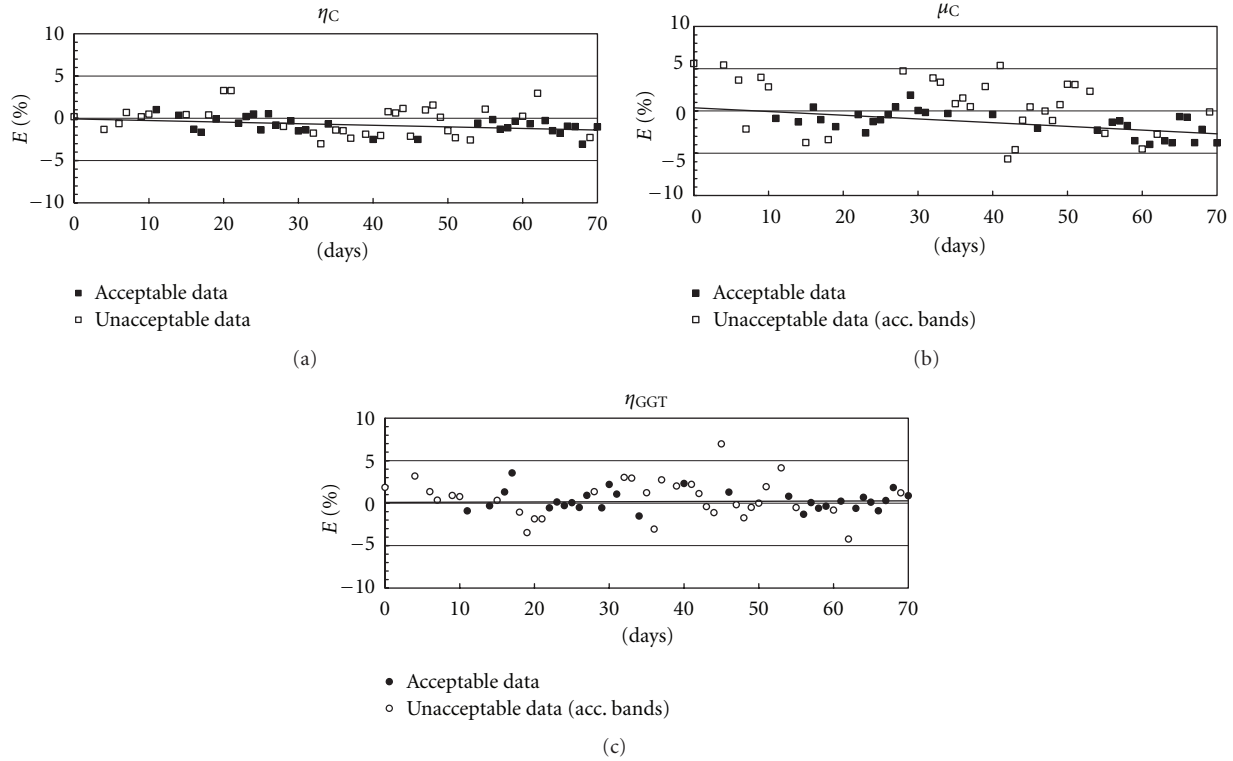 η_C
10
5
0
−5
−10
E (%)
0 10 20 30 40 50 60 70
(days)
■ Acceptable data
□ Unacceptable data
(a)
μ_C
10
5
0
−5
−10
E (%)
0 10 20 30 40 50 60 70
(days)
■ Acceptable data
□ Unacceptable data (acc. bands)
(b)
η_GGT
10
5
0
−5
−10
E (%)
0 10 20 30 40 50 60 70
(days)
● Acceptable data
○ Unacceptable data (acc. bands)
(c)